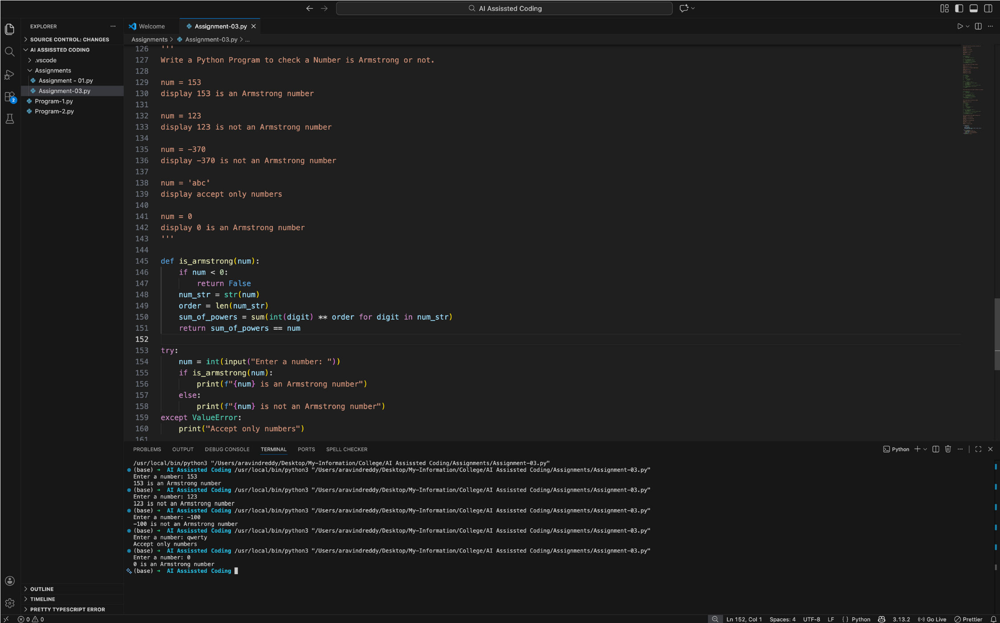 AI Assissted Coding
EXPLORER
SOURCE CONTROL: CHANGES
AI ASSISSTED CODING
.vscode
Assignments
Assignment - 01.py
Assignment-03.py
Program-1.py
Program-2.py
2
OUTLINE
TIMELINE
PRETTY TYPESCRIPT ERROR
Welcome
Assignment-03.py
Assignments > Assignment-03.py > ...
126 '''
127 Write a Python Program to check a Number is Armstrong or not.
128
129 num = 153
130 display 153 is an Armstrong number
131
132 num = 123
133 display 123 is not an Armstrong number
134
135 num = -370
136 display -370 is not an Armstrong number
137
138 num = 'abc'
139 display accept only numbers
140
141 num = 0
142 display 0 is an Armstrong number
143 '''
144
145 def is_armstrong(num):
146     if num < 0:
147         return False
148     num_str = str(num)
149     order = len(num_str)
150     sum_of_powers = sum(int(digit) ** order for digit in num_str)
151     return sum_of_powers == num
152
153 try:
154     num = int(input("Enter a number: "))
155     if is_armstrong(num):
156         print(f"{num} is an Armstrong number")
157     else:
158         print(f"{num} is not an Armstrong number")
159 except ValueError:
160     print("Accept only numbers")
161
PROBLEMS OUTPUT DEBUG CONSOLE TERMINAL PORTS SPELL CHECKER Python
/usr/local/bin/python3 "/Users/aravindreddy/Desktop/My-Information/College/AI Assissted Coding/Assignments/Assignment-03.py"
(base) ➜ AI Assissted Coding /usr/local/bin/python3 "/Users/aravindreddy/Desktop/My-Information/College/AI Assissted Coding/Assignments/Assignment-03.py"
Enter a number: 153
153 is an Armstrong number
(base) ➜ AI Assissted Coding /usr/local/bin/python3 "/Users/aravindreddy/Desktop/My-Information/College/AI Assissted Coding/Assignments/Assignment-03.py"
Enter a number: 123
123 is not an Armstrong number
(base) ➜ AI Assissted Coding /usr/local/bin/python3 "/Users/aravindreddy/Desktop/My-Information/College/AI Assissted Coding/Assignments/Assignment-03.py"
Enter a number: -100
-100 is not an Armstrong number
(base) ➜ AI Assissted Coding /usr/local/bin/python3 "/Users/aravindreddy/Desktop/My-Information/College/AI Assissted Coding/Assignments/Assignment-03.py"
Enter a number: qwerty
Accept only numbers
(base) ➜ AI Assissted Coding /usr/local/bin/python3 "/Users/aravindreddy/Desktop/My-Information/College/AI Assissted Coding/Assignments/Assignment-03.py"
Enter a number: 0
0 is an Armstrong number
(base) ➜ AI Assissted Coding
0 0 Ln 152, Col 1 Spaces: 4 UTF-8 LF { } Python 3.13.2 Go Live Prettier